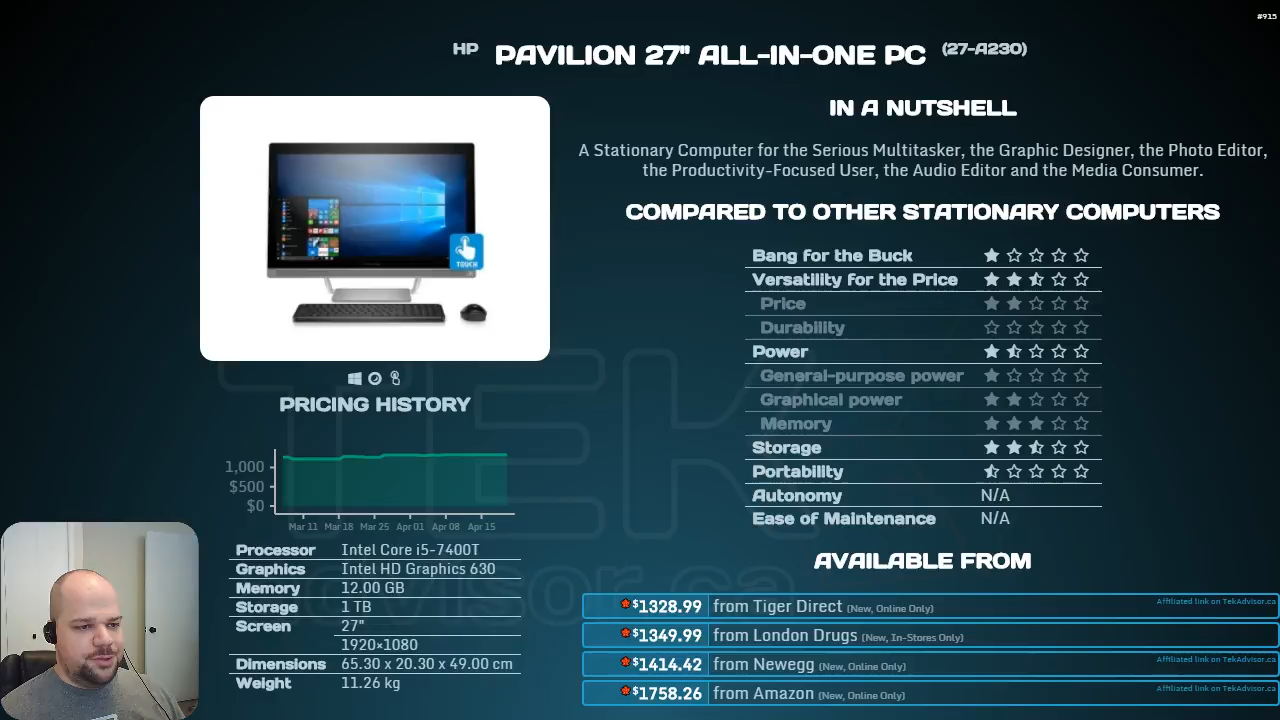 #915
HP PAVILION 27" ALL-IN-ONE PC (27-A230)
TOUCH
PRICING HISTORY
1,000
$500
$0
Mar 11 Mar 18 Mar 25 Apr 01 Apr 08 Apr 15
Processor Intel Core i5-7400T
Graphics Intel HD Graphics 630
Memory 12.00 GB
Storage 1 TB
Screen 27"
1920×1080
Dimensions 65.30 x 20.30 x 49.00 cm
Weight 11.26 kg
IN A NUTSHELL
A Stationary Computer for the Serious Multitasker, the Graphic Designer, the Photo Editor,
the Productivity-Focused User, the Audio Editor and the Media Consumer.
COMPARED TO OTHER STATIONARY COMPUTERS
Bang for the Buck
Versatility for the Price
Price
Durability
Power
General-purpose power
Graphical power
Memory
Storage
Portability
Autonomy N/A
Ease of Maintenance N/A
AVAILABLE FROM
$1328.99 from Tiger Direct (New, Online Only) Affiliated link on TekAdvisor.ca
$1349.99 from London Drugs (New, In-Stores Only)
$1414.42 from Newegg (New, Online Only) Affiliated link on TekAdvisor.ca
$1758.26 from Amazon (New, Online Only) Affiliated link on TekAdvisor.ca
TEK
advisor.ca